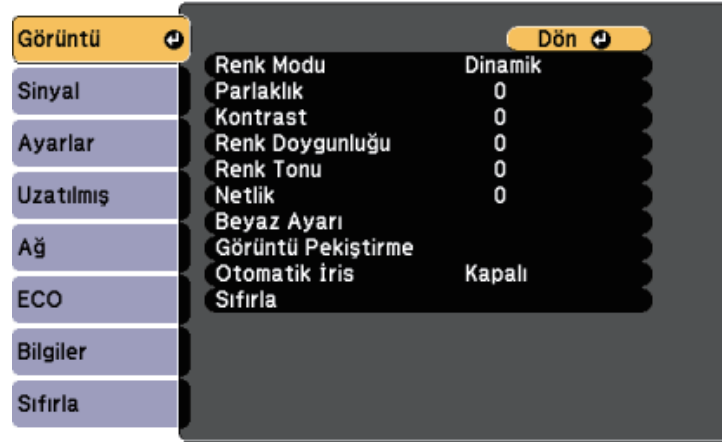 Görüntü
Sinyal
Ayarlar
Uzatılmış
Ağ
ECO
Bilgiler
Sıfırla
Dön
Renk Modu Dinamik
Parlaklık 0
Kontrast 0
Renk Doygunluğu 0
Renk Tonu 0
Netlik 0
Beyaz Ayarı
Görüntü Pekiştirme
Otomatik İris Kapalı
Sıfırla